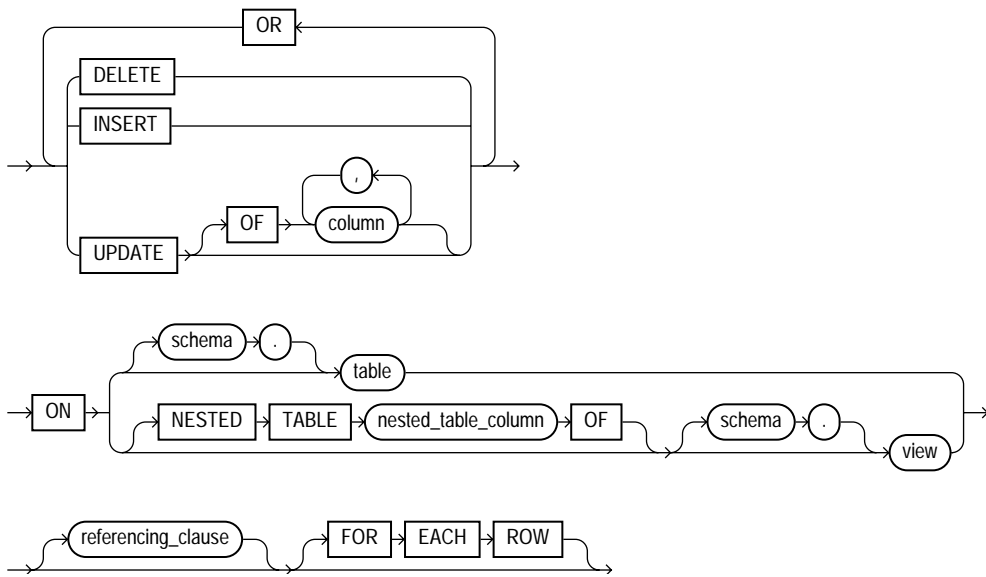 OR
DELETE
INSERT
,
OF column
UPDATE
schema .
table
ON
NESTED TABLE nested_table_column OF schema .
view
referencing_clause FOR EACH ROW